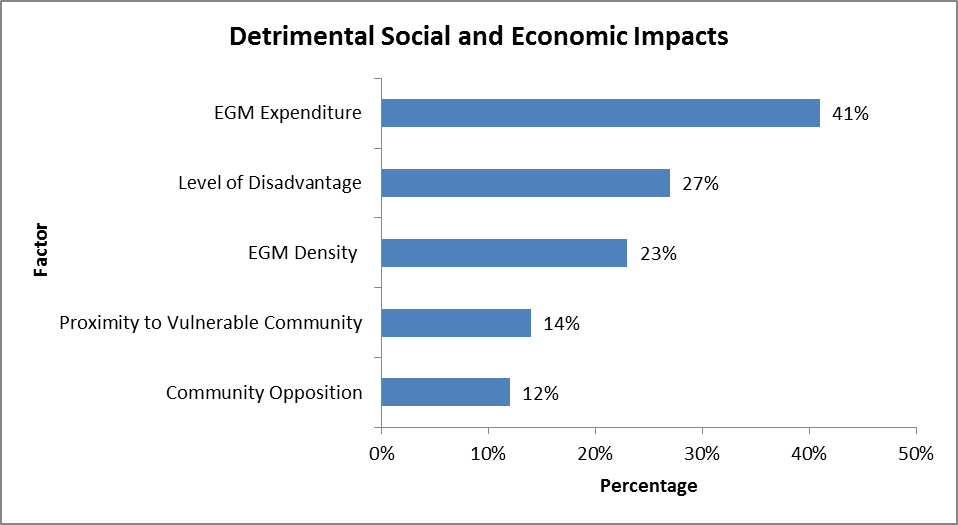 Detrimental Social and Economic Impacts
Factor
EGM Expenditure 41%
Level of Disadvantage 27%
EGM Density 23%
Proximity to Vulnerable Community 14%
Community Opposition 12%
0% 10% 20% 30% 40% 50%
Percentage